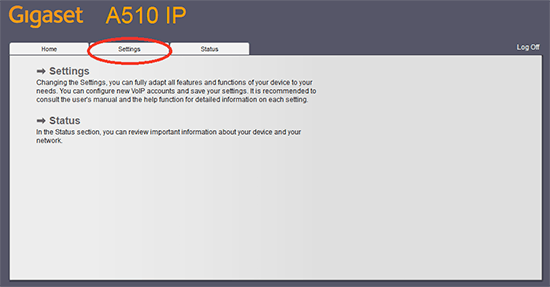 Gigaset A510 IP
Home Settings Status Log Off
➡ Settings
Changing the Settings, you can fully adapt all features and functions of your device to your
needs. You can configure new VoIP accounts and save your settings. It is recommended to
consult the user's manual and the help function for detailed information on each setting.
➡ Status
In the Status section, you can review important information about your device and your
network.